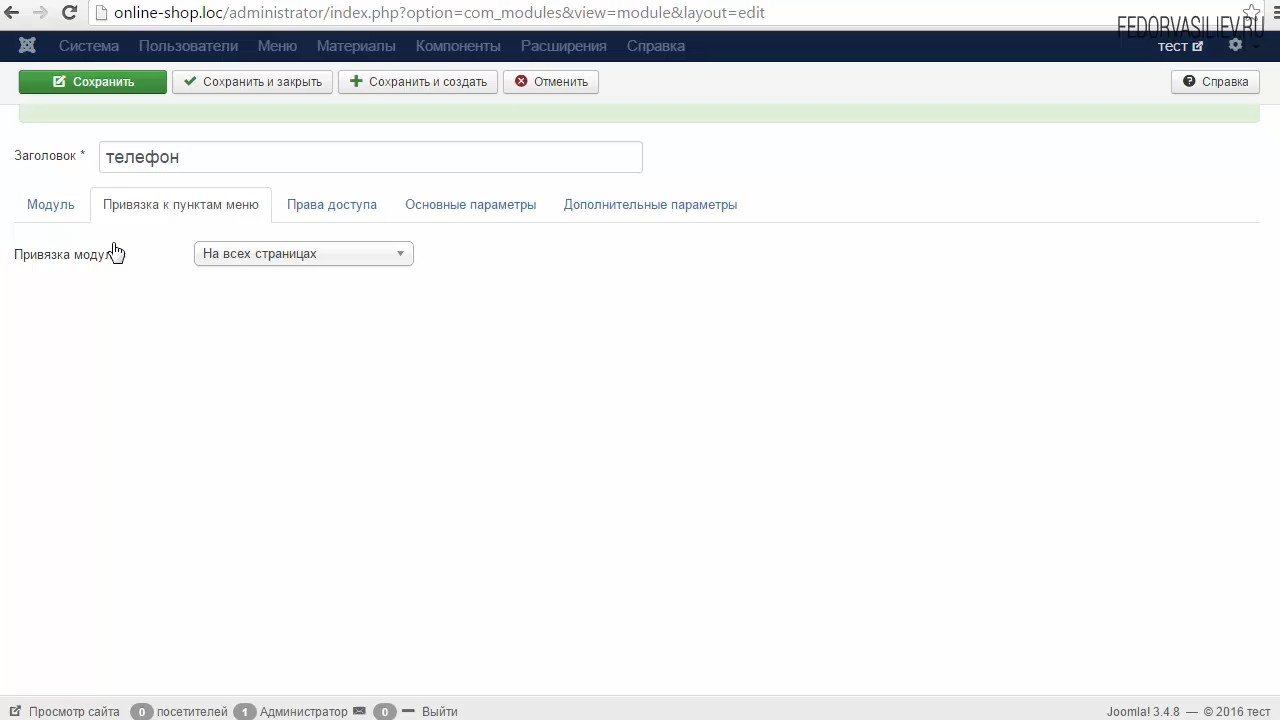 online-shop.loc/administrator/index.php?option=com_modules&view=module&layout=edit
FEDORVASILIEV.RU
Система Пользователи Меню Материалы Компоненты Расширения Справка тест
Сохранить Сохранить и закрыть Сохранить и создать Отменить Справка
Заголовок * телефон
Модуль Привязка к пунктам меню Права доступа Основные параметры Дополнительные параметры
Привязка На всех страницах
Просмотр сайта 0 посетителей 1 Администратор 0 Выйти Joomla! 3.4.8 — © 2016 тест